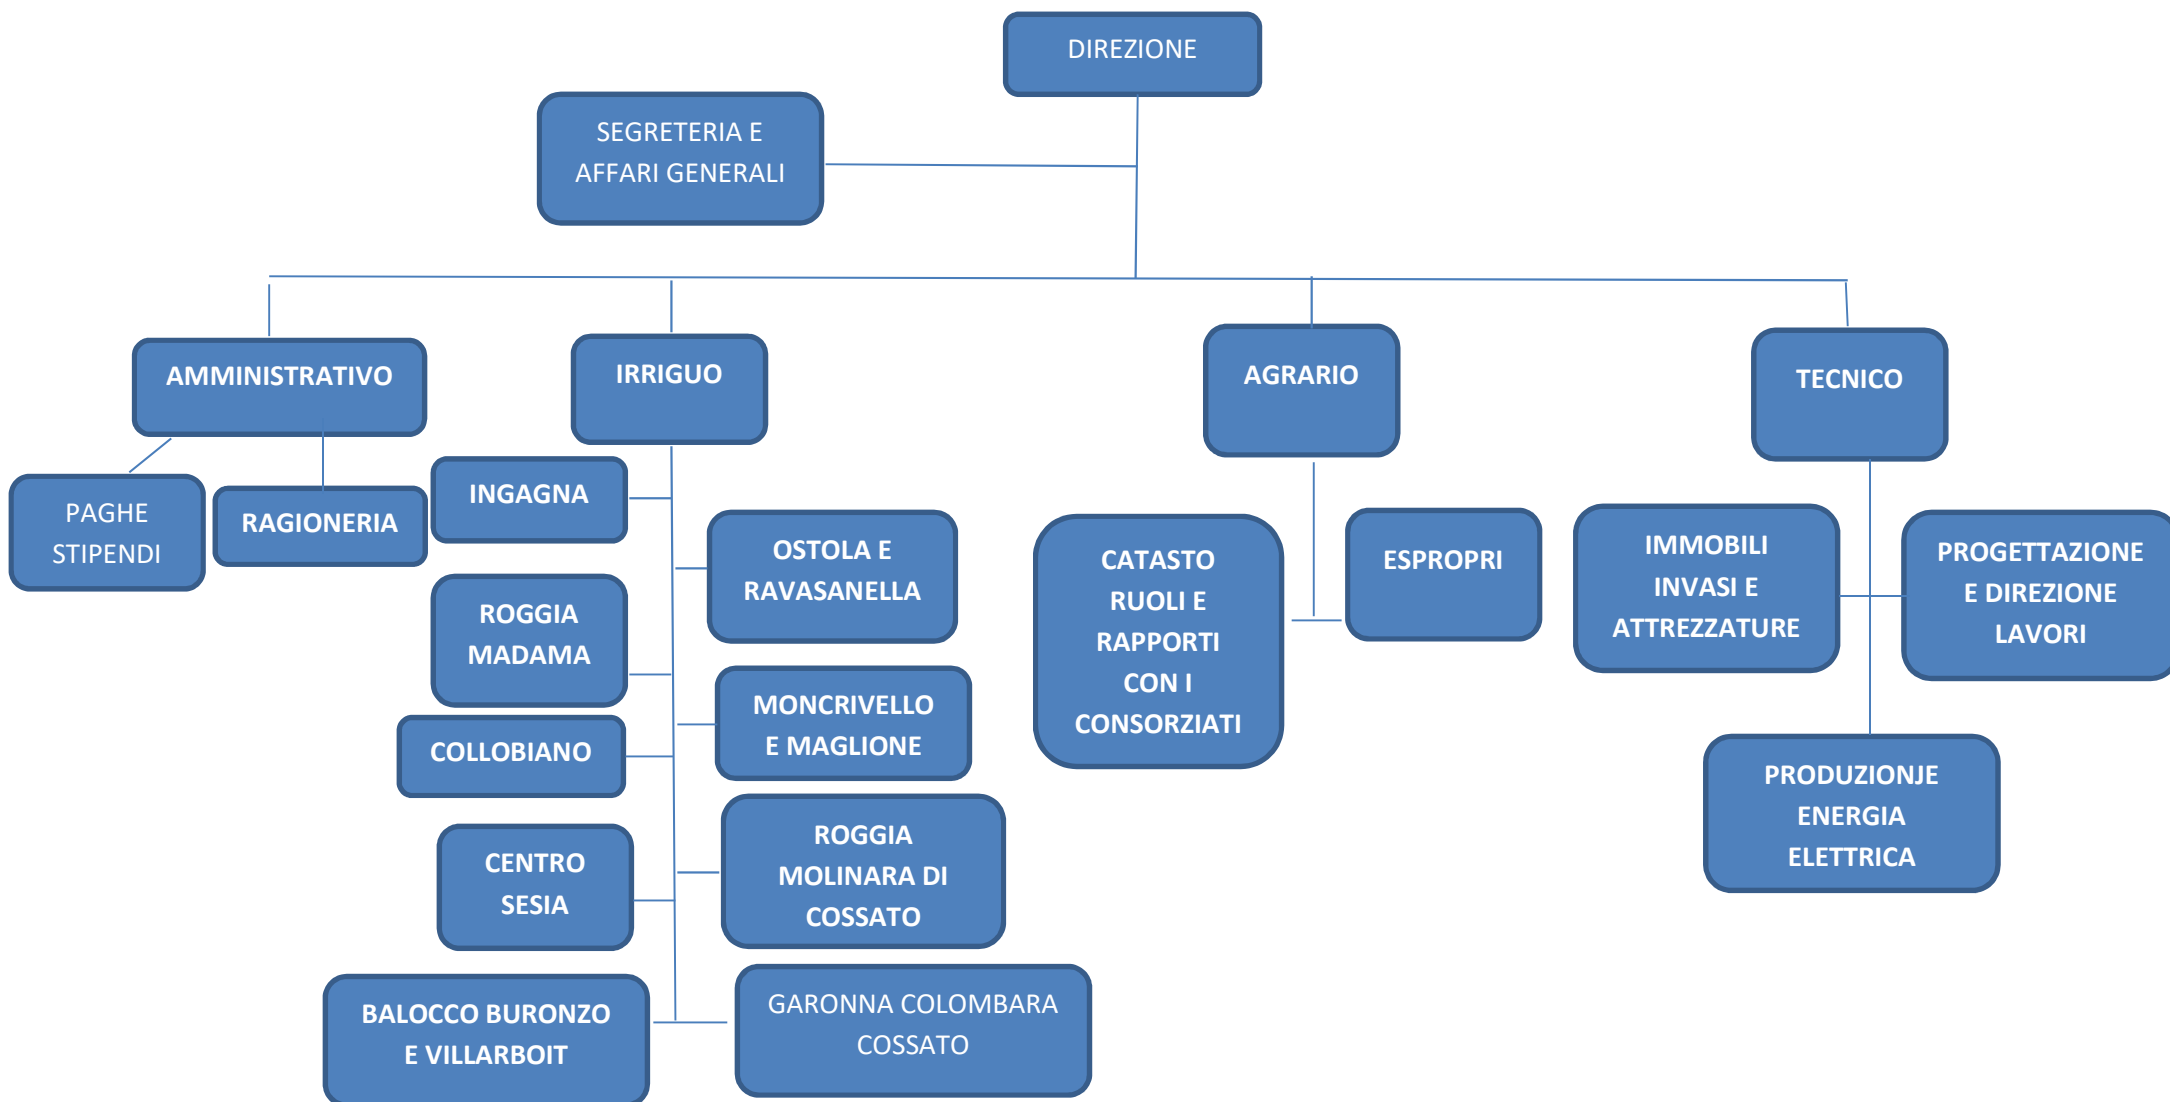 DIREZIONE
SEGRETERIA E
AFFARI GENERALI
AMMINISTRATIVO
IRRIGUO
AGRARIO
TECNICO
PAGHE
STIPENDI
RAGIONERIA
INGAGNA
OSTOLA E
RAVASANELLA
ROGGIA
MADAMA
MONCRIVELLO
E MAGLIONE
COLLOBIANO
ROGGIA
MOLINARA DI
COSSATO
CENTRO
SESIA
BALOCCO BURONZO
E VILLARBOIT
GARONNA COLOMBARA
COSSATO
CATASTO
RUOLI E
RAPPORTI
CON I
CONSORZIATI
ESPROPRI
IMMOBILI
INVASI E
ATTREZZATURE
PROGETTAZIONE
E DIREZIONE
LAVORI
PRODUZIONJE
ENERGIA
ELETTRICA